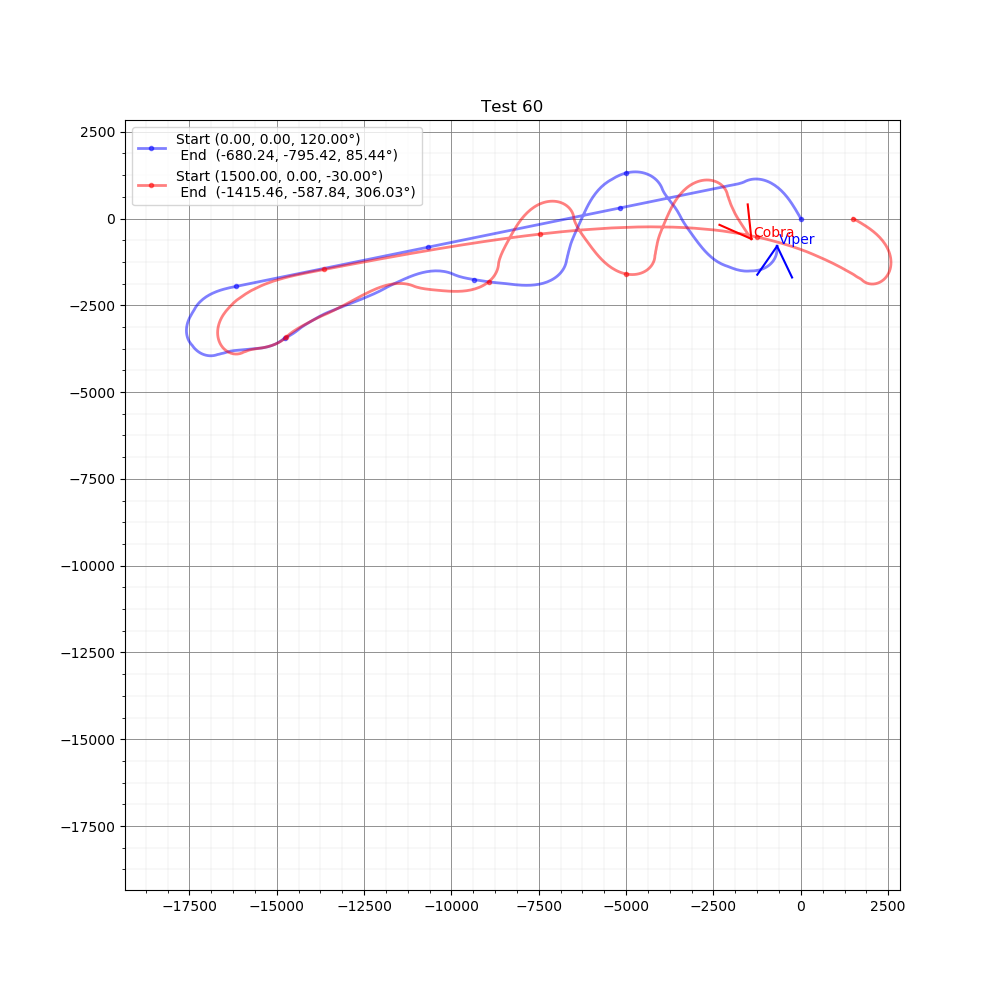 Test 60
Start (0.00, 0.00, 120.00°)
End (-680.24, -795.42, 85.44°)
Start (1500.00, 0.00, -30.00°)
End (-1415.46, -587.84, 306.03°)
2500
0
−2500
−5000
−7500
−10000
−12500
−15000
−17500
Cobra
Viper
−17500 −15000 −12500 −10000 −7500 −5000 −2500 0 2500